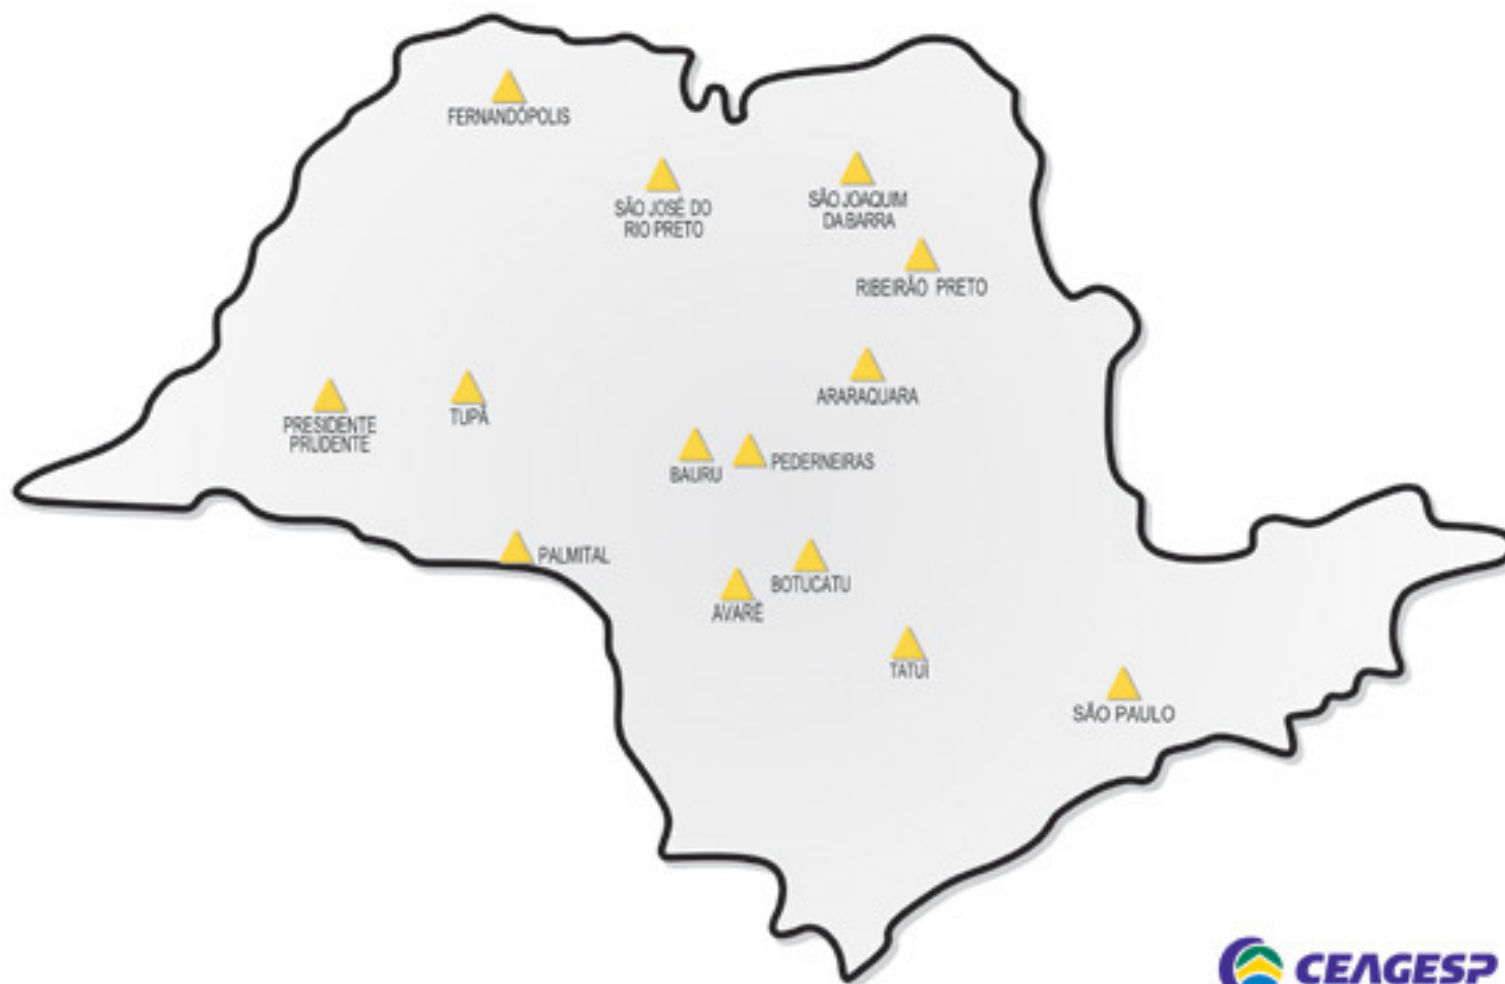 FERNANDÓPOLIS
SÃO JOSÉ DO
RIO PRETO
SÃO JOAQUIM
DA BARRA
RIBEIRÃO PRETO
ARARAQUARA
PRESIDENTE
PRUDENTE
TUPÃ
BAURU
PEDERNEIRAS
PALMITAL
BOTUCATU
AVARÉ
TATUÍ
SÃO PAULO
CEAGESP